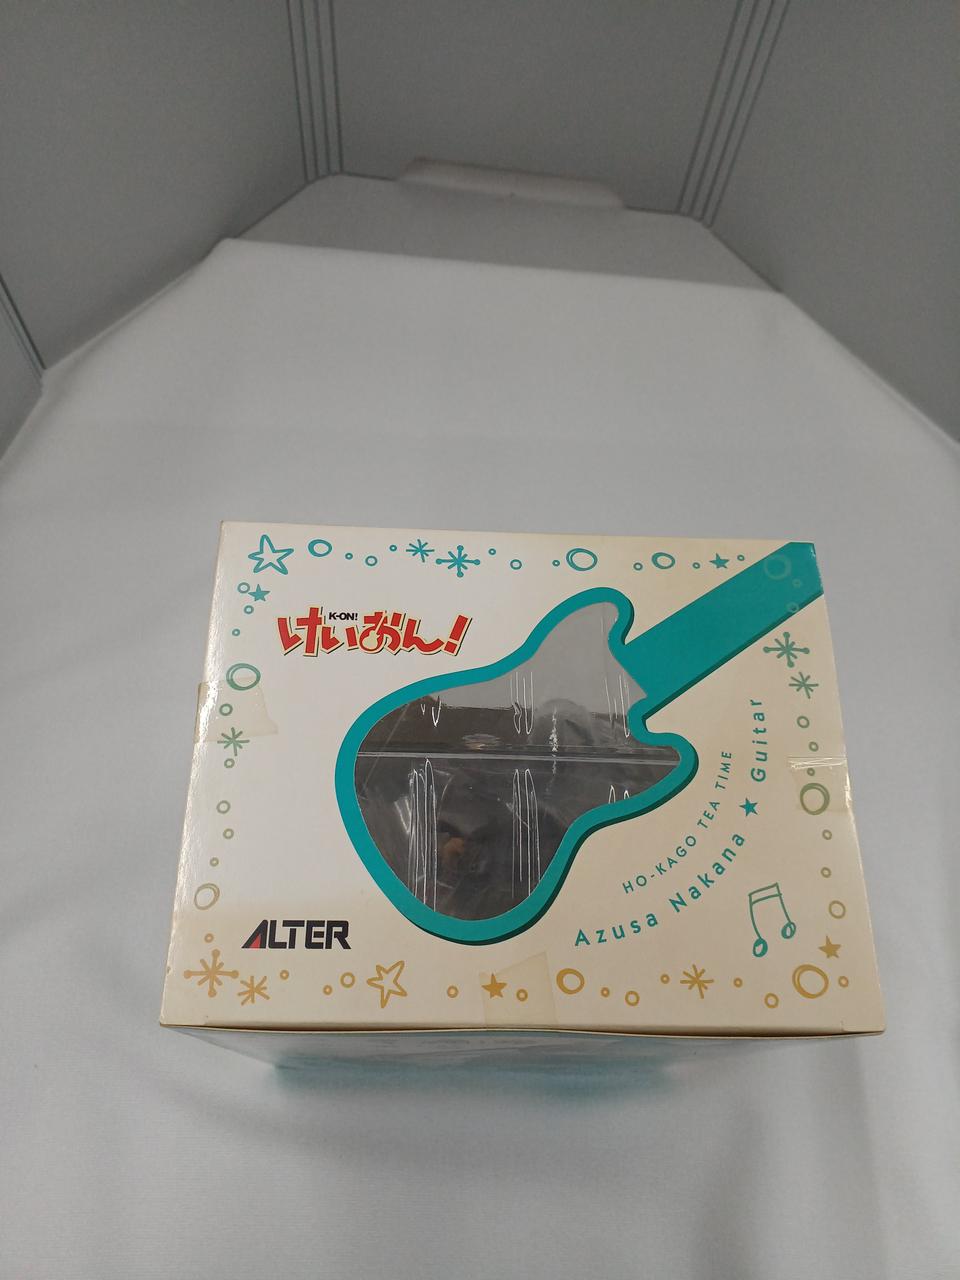 K-ON!
けいおん!
HO-KAGO TEA TIME
Azusa Nakana ★ Guitar
ALTER